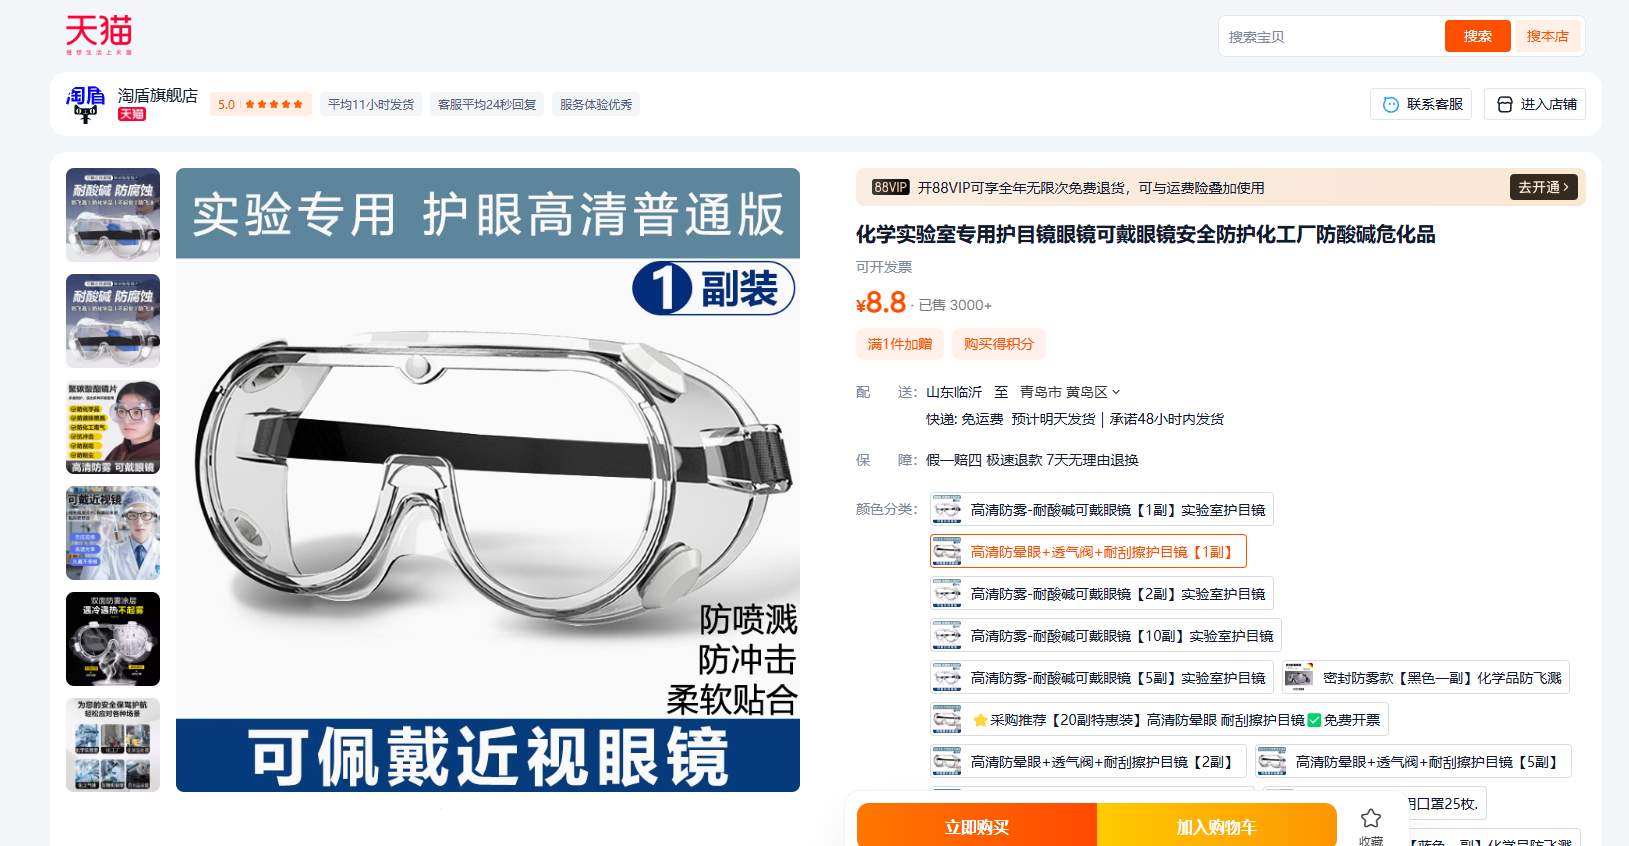 天猫
理想生活上天猫
搜索宝贝
搜索
搜本店
淘盾
淘盾旗舰店
天猫
5.0
平均11小时发货
客服平均24秒回复
服务体验优秀
联系客服
进入店铺
耐酸碱 防腐蚀
耐酸碱 防腐蚀
聚碳酸酯镜片
防化学品
防化工毒气
抗冲击
高清防雾 可戴眼镜
可戴近视镜
双面防雾涂层
遇冷遇热不起雾
为您的安全保驾护航
轻松应对各种场景
实验专用 护眼高清普通版
1副装
防喷溅
防冲击
柔软贴合
可佩戴近视眼镜
88VIP 开88VIP可享全年无限次免费退货，可与运费险叠加使用
去开通
化学实验室专用护目镜眼镜可戴眼镜安全防护化工厂防酸碱危化品
可开发票
¥8.8 · 已售 3000+
满1件加赠
购买得积分
配送： 山东临沂 至 青岛市 黄岛区
快递: 免运费 预计明天发货 | 承诺48小时内发货
保障： 假一赔四 极速退款 7天无理由退换
颜色分类：
高清防雾-耐酸碱可戴眼镜【1副】实验室护目镜
高清防晕眼+透气阀+耐刮擦护目镜【1副】
高清防雾-耐酸碱可戴眼镜【2副】实验室护目镜
高清防雾-耐酸碱可戴眼镜【10副】实验室护目镜
高清防雾-耐酸碱可戴眼镜【5副】实验室护目镜
密封防雾款【黑色一副】化学品防飞溅
⭐采购推荐【20副特惠装】高清防晕眼 耐刮擦护目镜✅免费开票
高清防晕眼+透气阀+耐刮擦护目镜【2副】
高清防晕眼+透气阀+耐刮擦护目镜【5副】
口罩25枚.
立即购买
加入购物车
收藏
【蓝色一副】化学品防飞溅